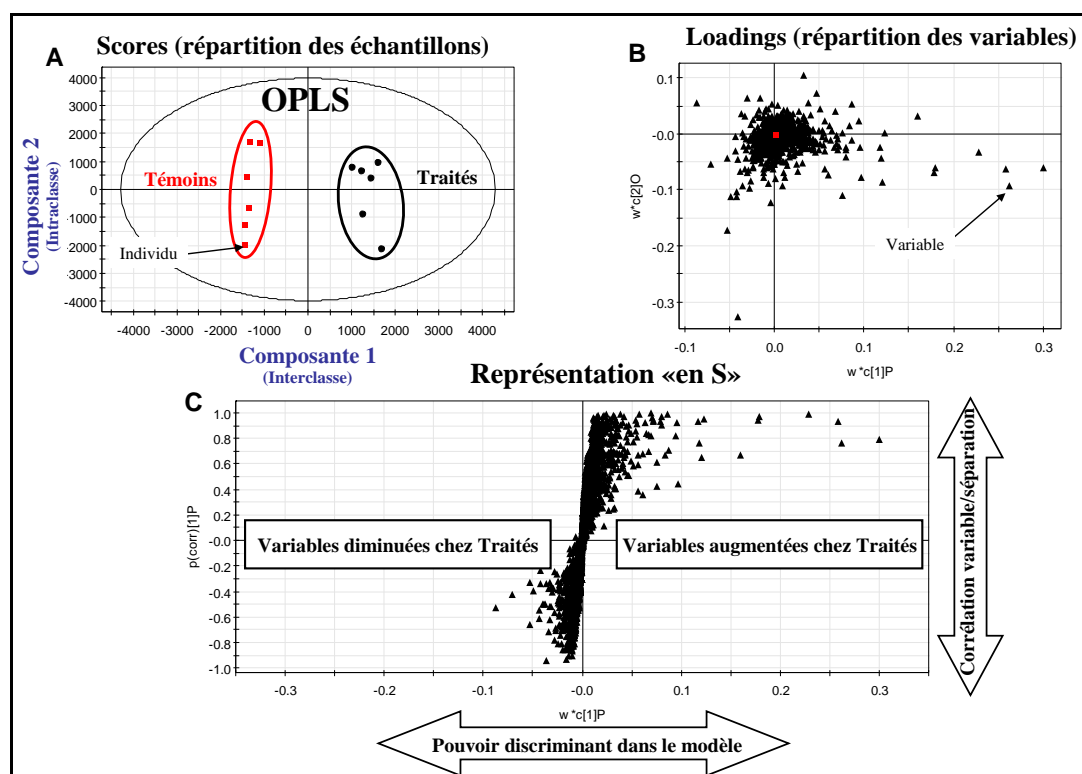 A
Scores (répartition des échantillons)
4000
3000
2000
1000
0
-1000
-2000
-3000
-4000
OPLS
Témoins
Traités
Individu
-4000 -3000 -2000 -1000 0 1000 2000 3000 4000
Composante 2
(Intraclasse)
Composante 1
(Interclasse)
Loadings (répartition des variables)
B
0.1
-0.0
-0.1
-0.2
-0.3
w*c[2]O
Variable
-0.1 0.0 0.1 0.2 0.3
w *c[1]P
Représentation «en S»
C
1.0
0.8
0.6
0.4
0.2
-0.0
-0.2
-0.4
-0.6
-0.8
-1.0
p(corr)[1]P
Variables diminuées chez Traités
Variables augmentées chez Traités
-0.3 -0.2 -0.1 -0.0 0.1 0.2 0.3
w *c[1]P
Corrélation variable/séparation
Pouvoir discriminant dans le modèle